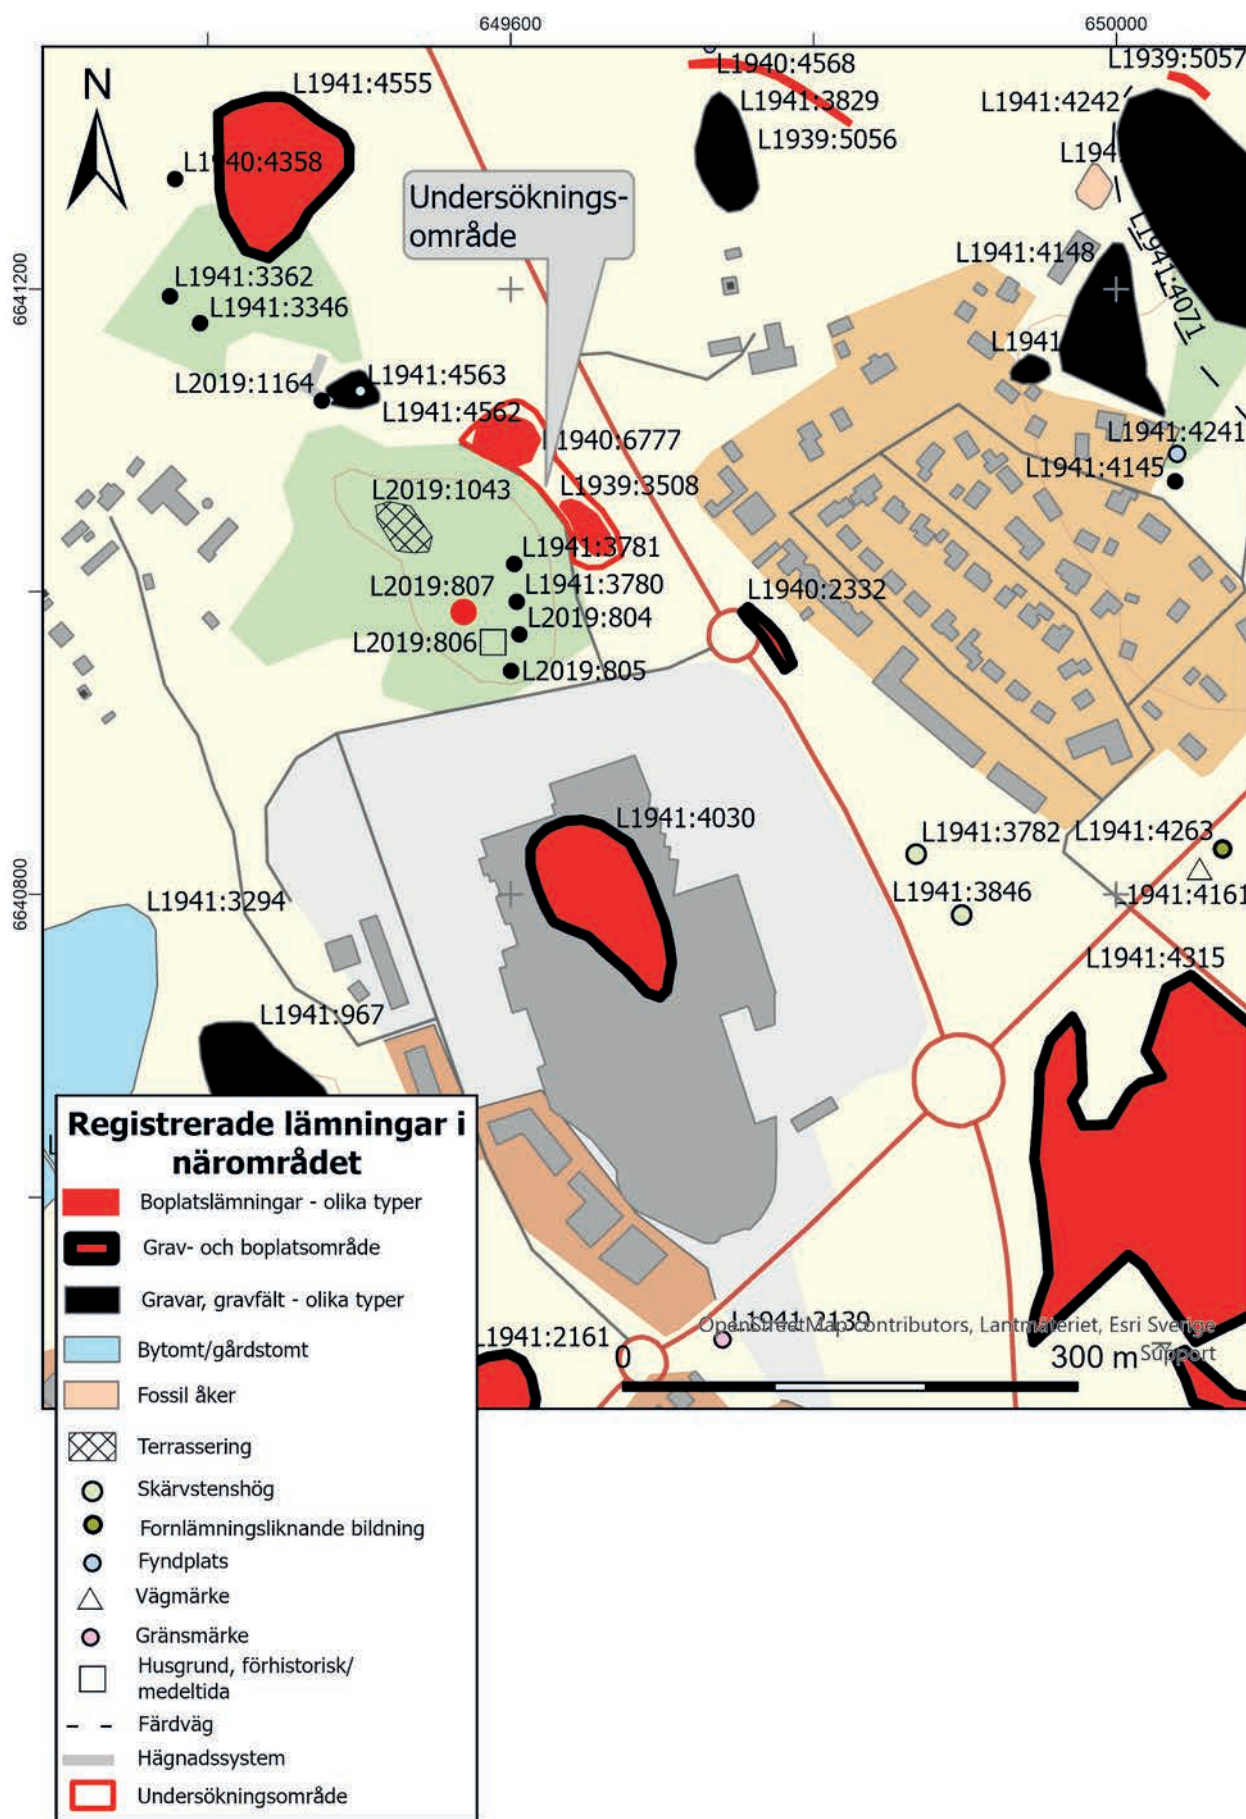 649600
650000
L1939:5057
L1940:4568
L1941:4555
L1941:3829
L1941:4242
L1939:5056
N
L1940:4358
L194
Undersöknings-
område
6641200
L1941:3362
L1941:3346
L1941:4148
L1941:4071
L1941
L2019:1164
L1941:4563
L1941:4562
L1940:6777
L1941:4241
L1941:4145
L2019:1043
L1939:3508
L1941:3781
L2019:807
L1941:3780
L1940:2332
L2019:804
L2019:806
L2019:805
L1941:4030
L1941:3782
L1941:4263
6640800
L1941:3294
L1941:3846
L1941:4161
L1941:4315
L1941:967
Registrerade lämningar i
närområdet
Boplatslämningar - olika typer
Grav- och boplatsområde
Gravar, gravfält - olika typer
Bytomt/gårdstomt
Fossil åker
Terrassering
Skärvstenshög
Fornlämningsliknande bildning
Fyndplats
Vägmärke
Gränsmärke
Husgrund, förhistorisk/
medeltida
Färdväg
Hägnadssystem
Undersökningsområde
L1941:2161
L1941:2139
OpenStreetMap contributors, Lantmäteriet, Esri Sverige
Support
0
300 m